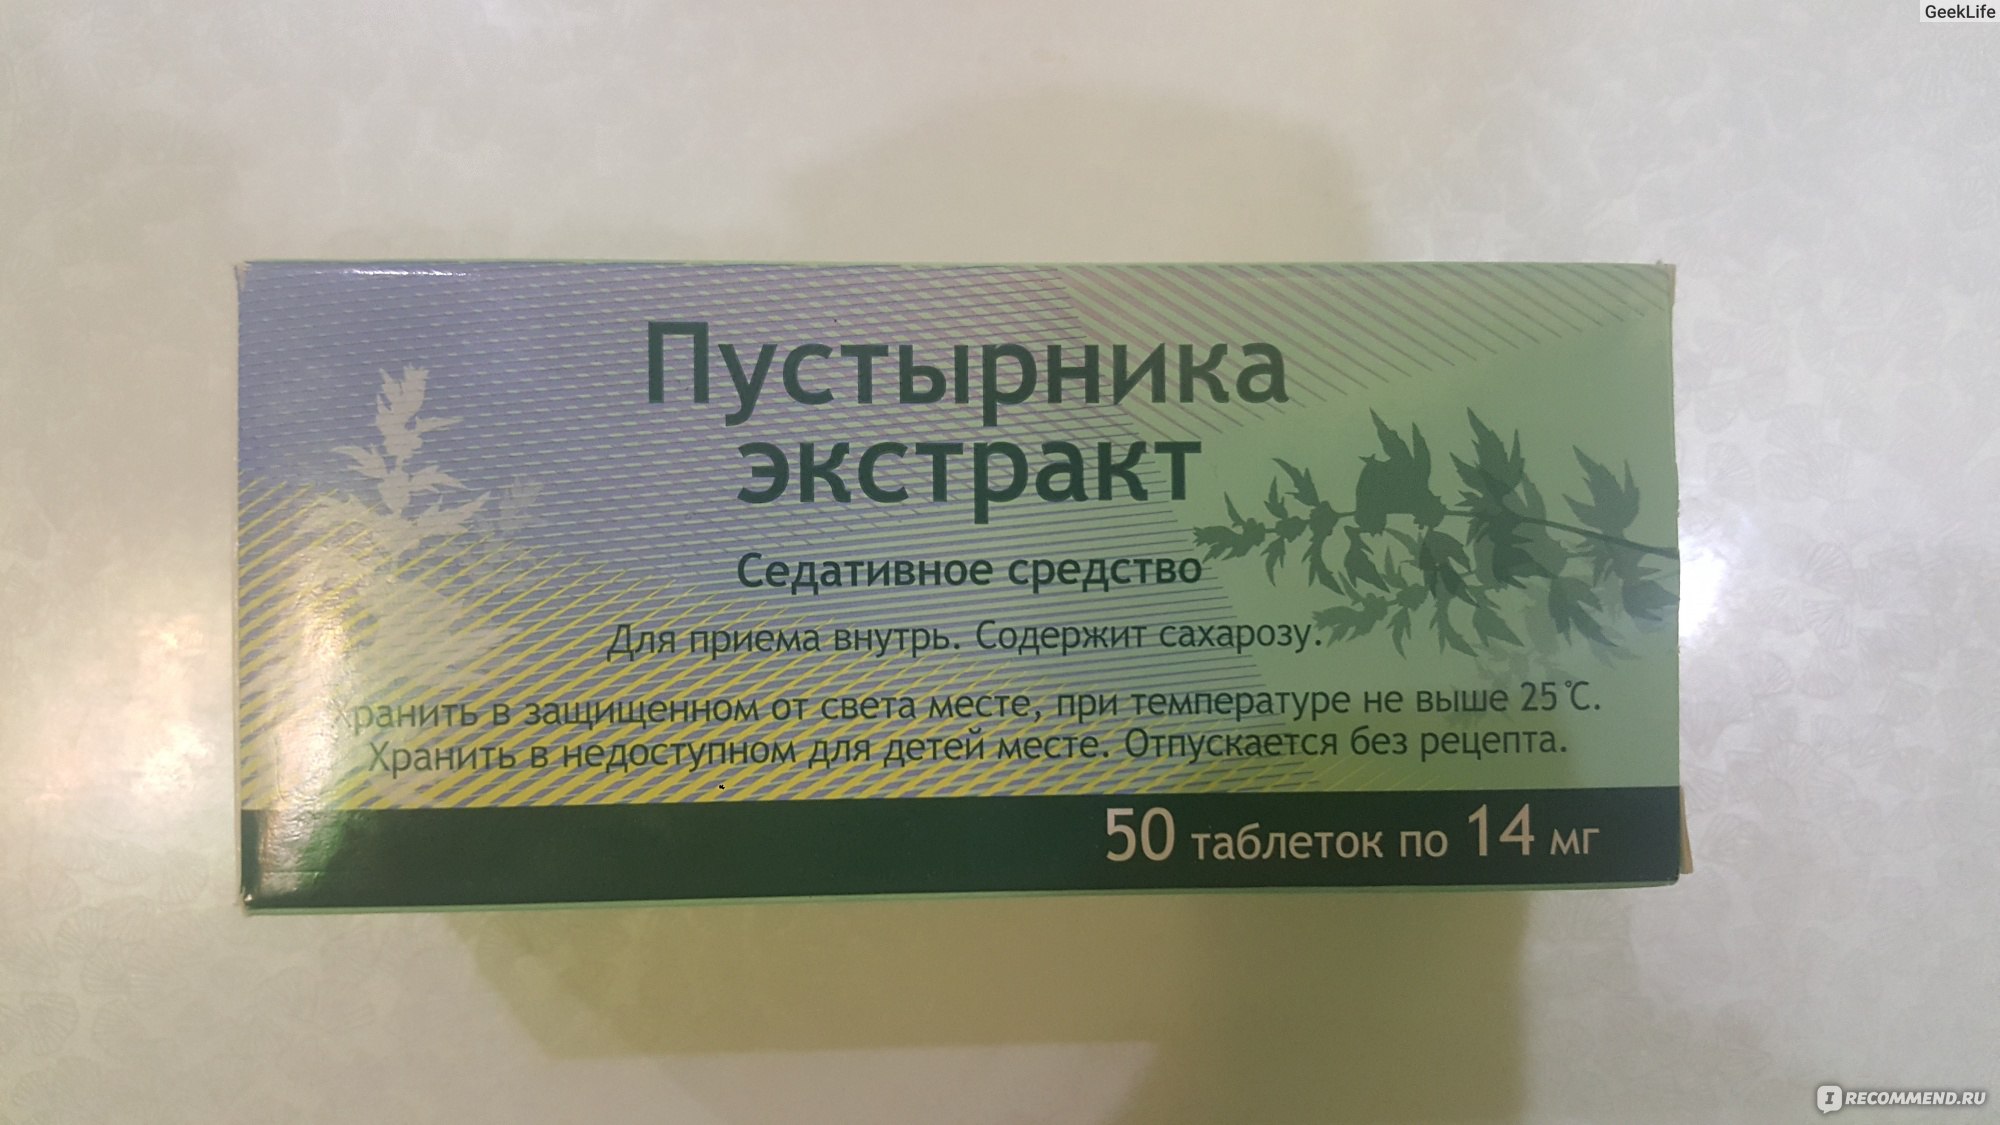 GeekLife
Пустырника
экстракт
Седативное средство
Для приема внутрь. Содержит сахарозу.
Хранить в защищенном от света месте, при температуре не выше 25°С.
Хранить в недоступном для детей месте. Отпускается без рецепта.
50 таблеток по 14 мг
I RECOMMEND.RU